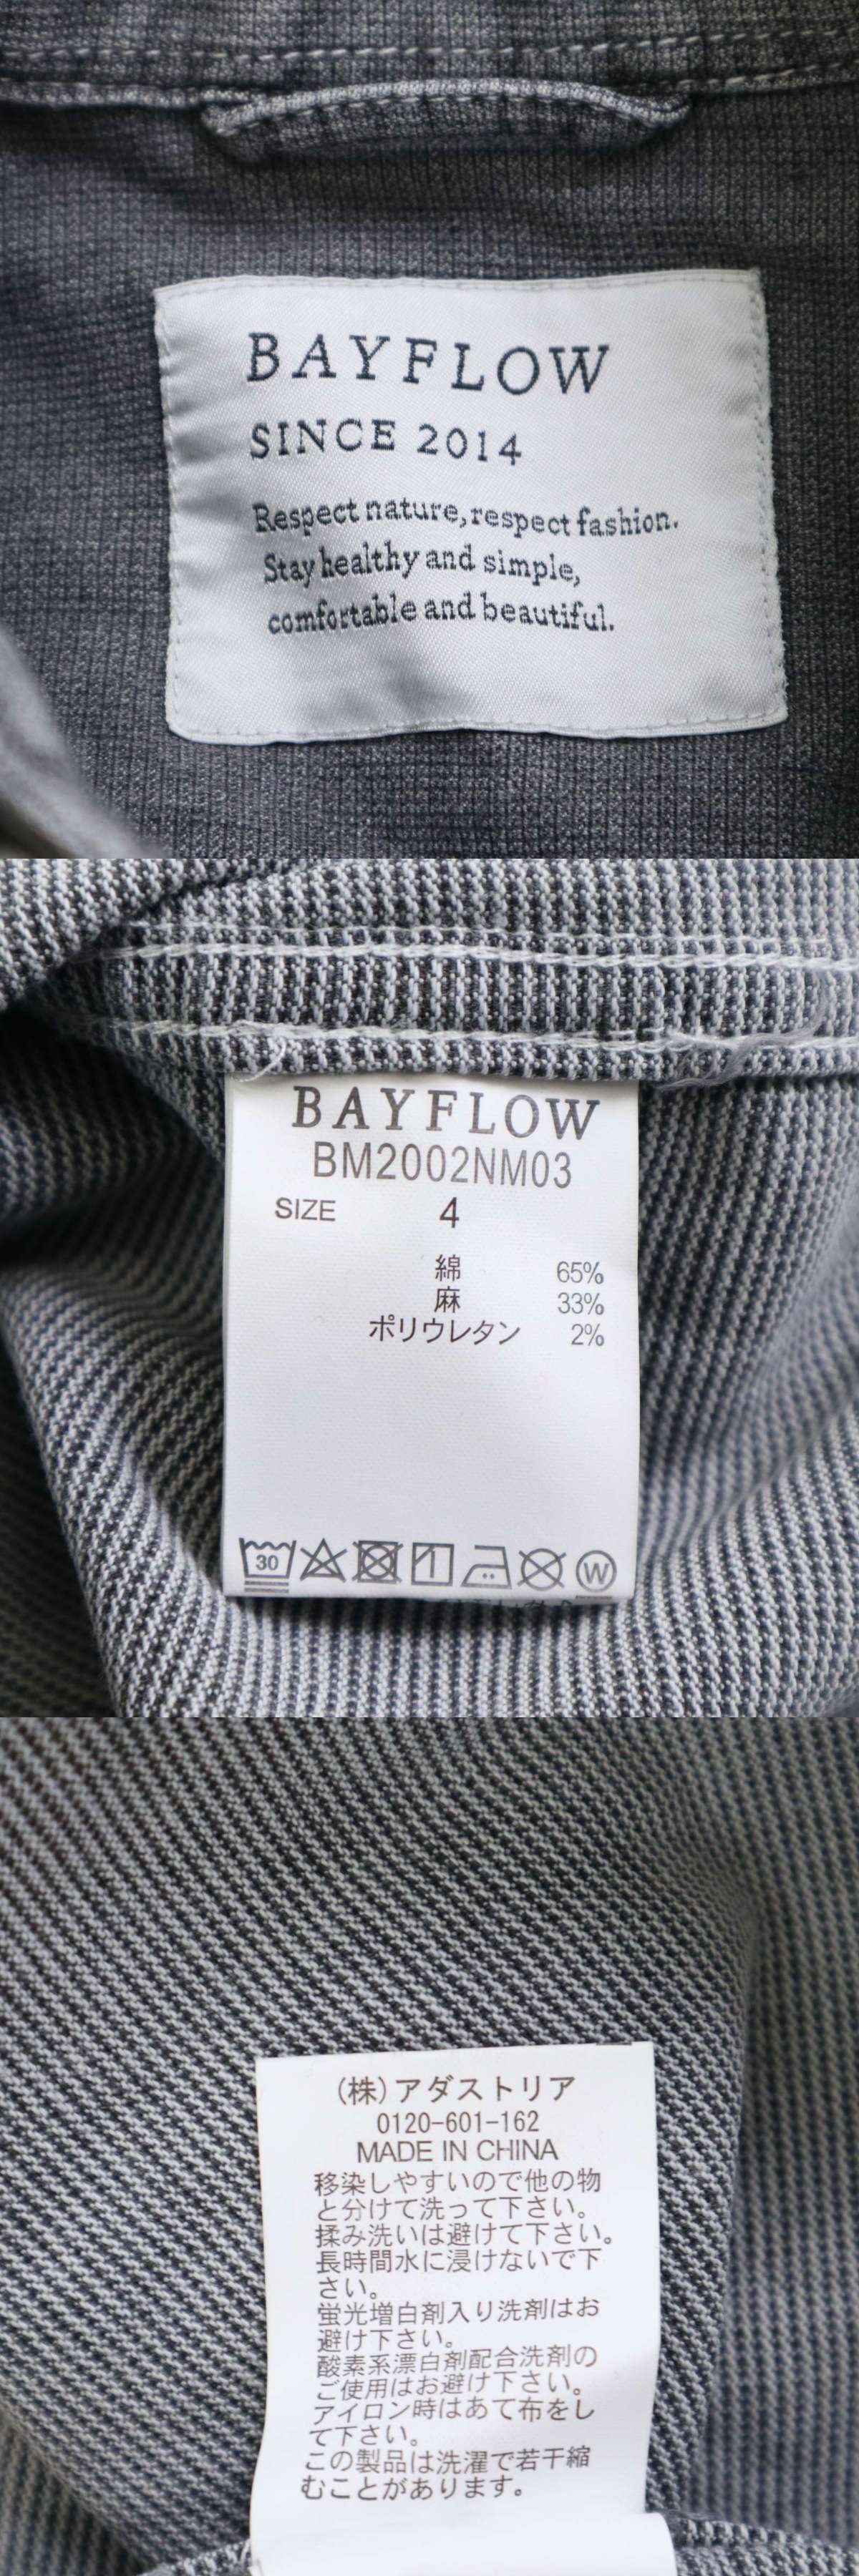 BAYFLOW
SINCE 2014
Respect nature, respect fashion.
Stay healthy and simple,
comfortable and beautiful.
BAYFLOW
BM2002NM03
SIZE 4
綿 65%
麻 33%
ポリウレタン 2%
30
W
(株)アダストリア
0120-601-162
MADE IN CHINA
移染しやすいので他の物
と分けて洗って下さい。
揉み洗いは避けて下さい。
長時間水に浸けないで下
さい。
蛍光増白剤入り洗剤はお
避け下さい。
酸素系漂白剤配合洗剤の
ご使用はお避け下さい。
アイロン時はあて布をし
て下さい。
この製品は洗濯で若干縮
むことがあります。